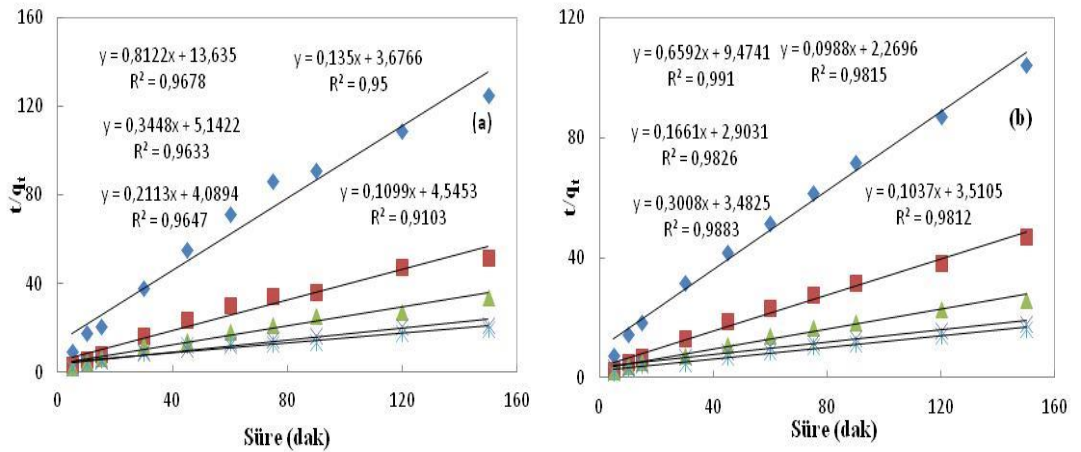 160
120
80
40
0
t/qt
y = 0,8122x + 13,635
R² = 0,9678
y = 0,135x + 3,6766
R² = 0,95
(a)
y = 0,3448x + 5,1422
R² = 0,9633
y = 0,2113x + 4,0894
R² = 0,9647
y = 0,1099x + 4,5453
R² = 0,9103
0 40 80 120 160
Süre (dak)
120
80
40
0
t/qt
y = 0,6592x + 9,4741
R² = 0,991
y = 0,0988x + 2,2696
R² = 0,9815
(b)
y = 0,1661x + 2,9031
R² = 0,9826
y = 0,3008x + 3,4825
R² = 0,9883
y = 0,1037x + 3,5105
R² = 0,9812
0 40 80 120 160
Süre (dak)